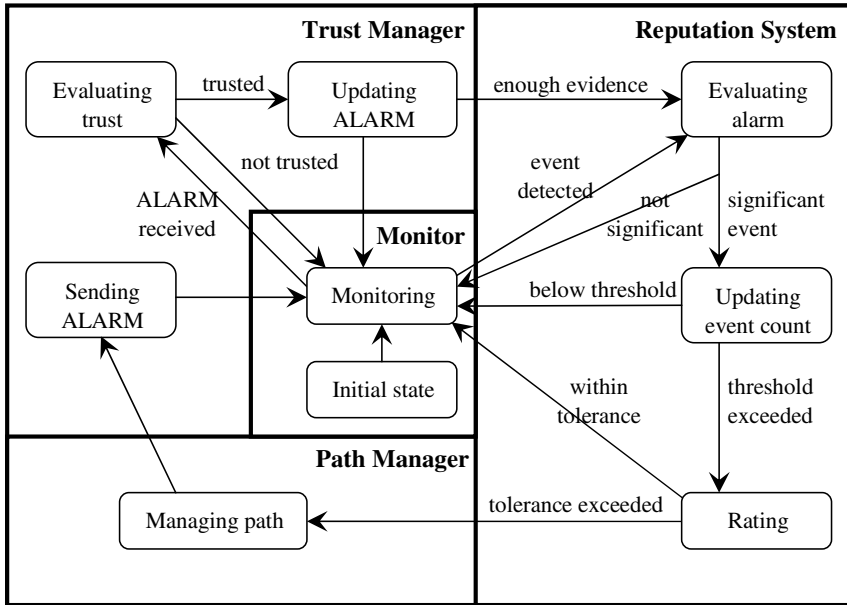 Trust Manager
Reputation System
Evaluating
trust
trusted
Updating
ALARM
enough evidence
Evaluating
alarm
not trusted
event
detected
ALARM
received
not
significant
significant
event
Monitor
Sending
ALARM
Monitoring
below threshold
Updating
event count
Initial state
within
tolerance
threshold
exceeded
Path Manager
Managing path
tolerance exceeded
Rating